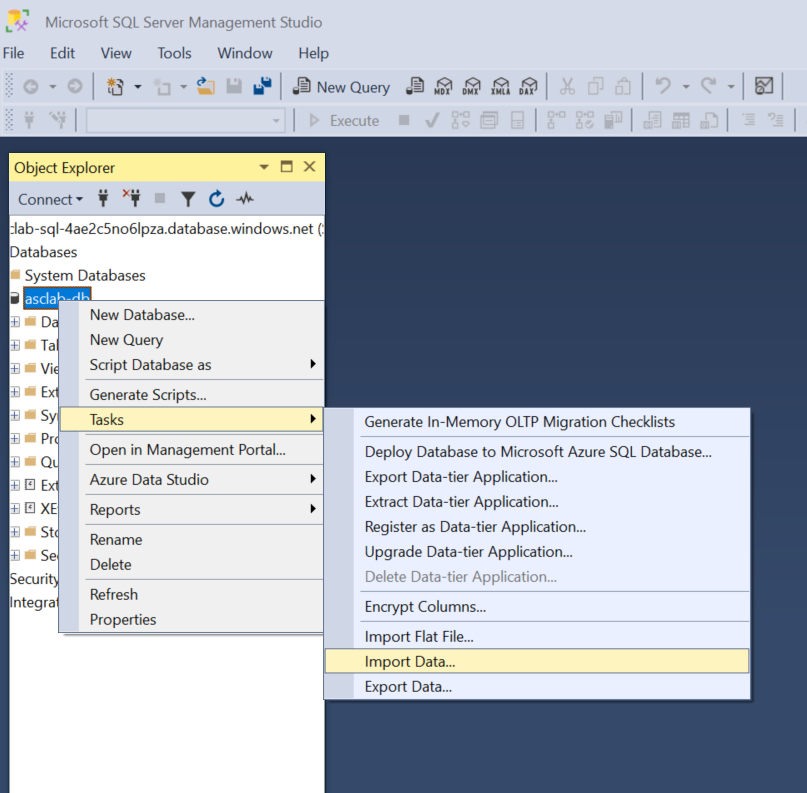 Microsoft SQL Server Management Studio
File Edit View Tools Window Help
New Query MDX DMX XMLA DAX
Execute
Object Explorer
Connect
clab-sql-4ae2c5no6lpza.database.windows.net (
Databases
System Databases
asclab-db
New Database...
New Query
Script Database as
Generate Scripts...
Tasks
Open in Management Portal...
Azure Data Studio
Reports
Rename
Delete
Refresh
Properties
Da
Tal
Vie
Ext
Sy
Pro
Qu
Ext
XE
Sto
Se
Security
Integrat
Generate In-Memory OLTP Migration Checklists
Deploy Database to Microsoft Azure SQL Database...
Export Data-tier Application...
Extract Data-tier Application...
Register as Data-tier Application...
Upgrade Data-tier Application...
Delete Data-tier Application...
Encrypt Columns...
Import Flat File...
Import Data...
Export Data...